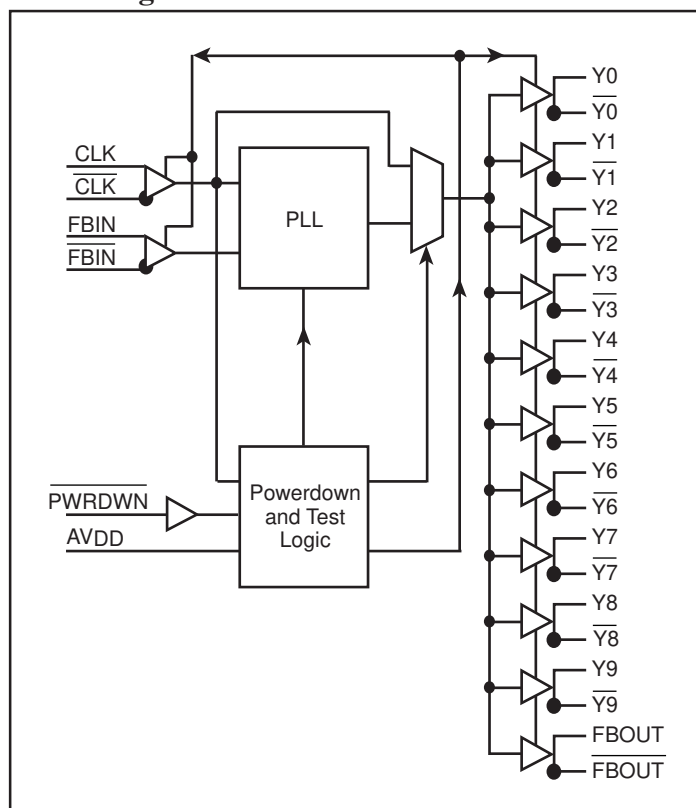 CLK
CLK
FBIN
FBIN
PLL
PWRDWN
AVDD
Powerdown
and Test
Logic
Y0
Y0
Y1
Y1
Y2
Y2
Y3
Y3
Y4
Y4
Y5
Y5
Y6
Y6
Y7
Y7
Y8
Y8
Y9
Y9
FBOUT
FBOUT